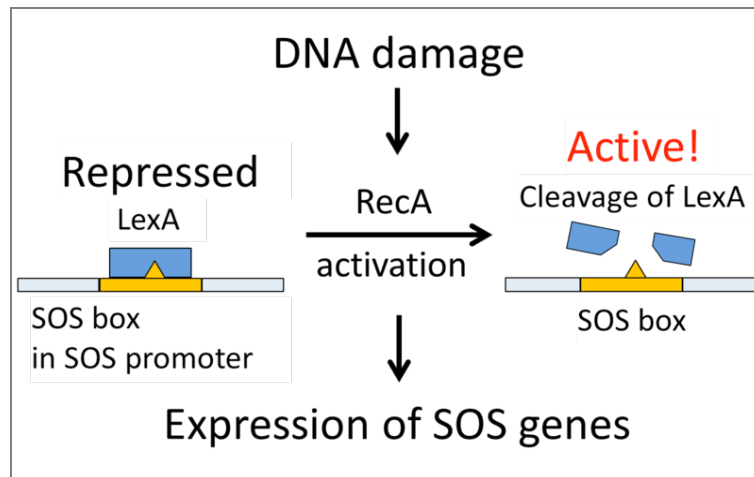 DNA damage
Repressed
LexA
SOS box
in SOS promoter
RecA
activation
Active!
Cleavage of LexA
SOS box
Expression of SOS genes